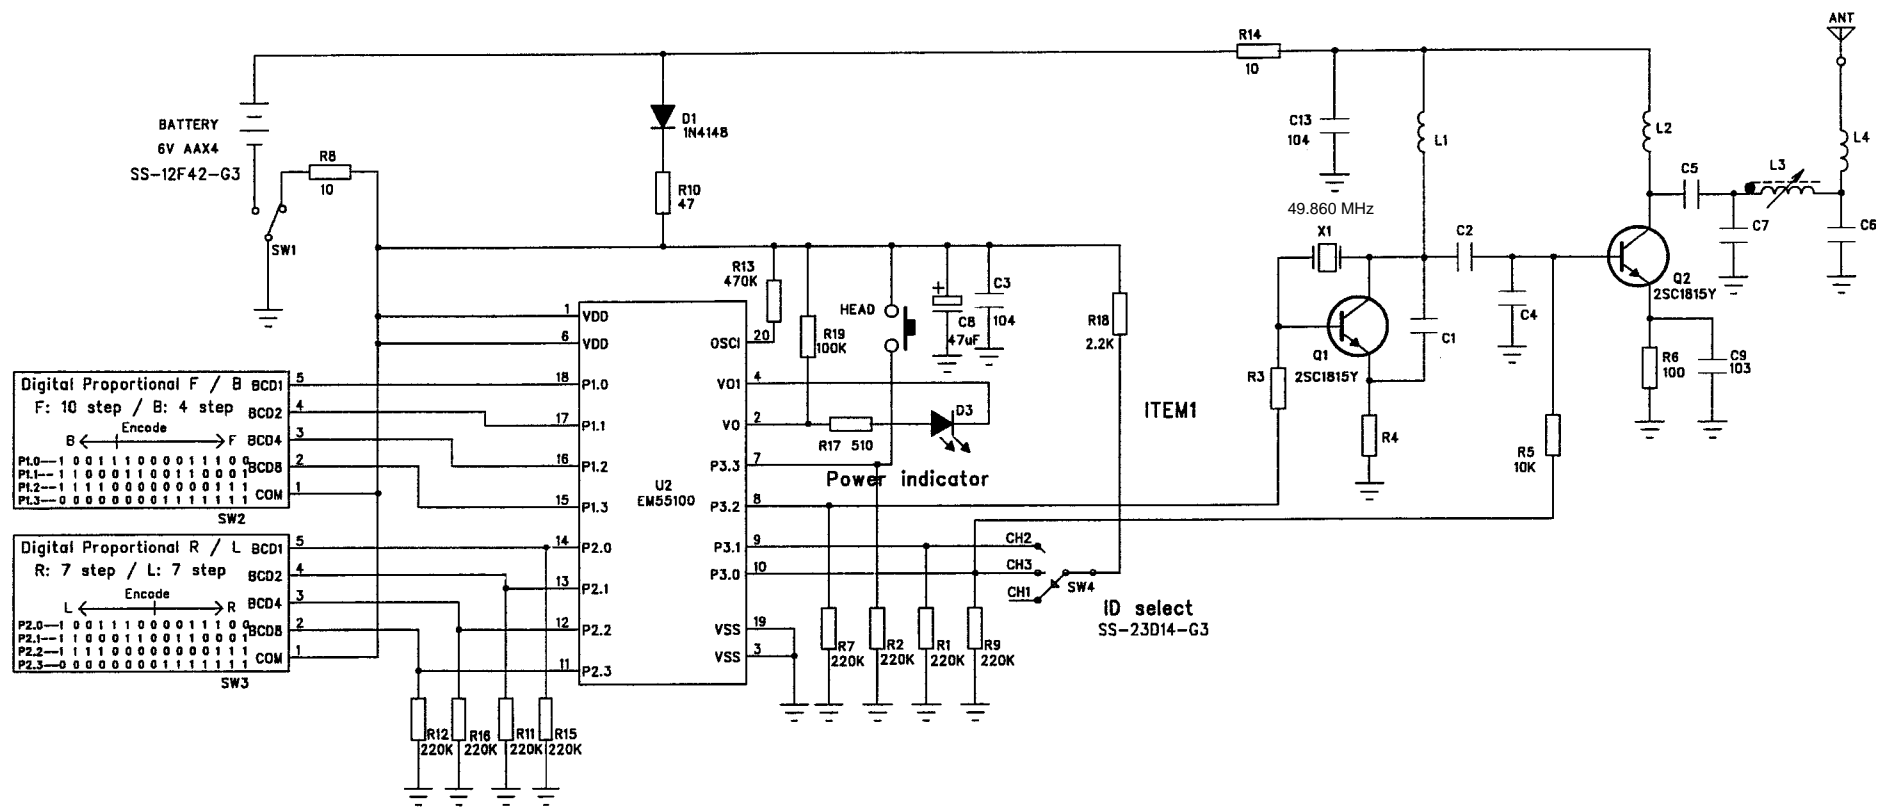 ANT
R14
10
BATTERY
6V AAX4
SS-12F42-G3
R8
10
SW1
D1
1N4148
R10
47
C13
104
L1
L2
L4
C5
L3
C7
C6
49.860 MHz
X1
C2
Q2
2SC1815Y
R13
470K
R19
100K
HEAD
+
C8
47uF
C3
104
R18
2.2K
Q1
2SC1815Y
C1
C4
R6
100
C9
103
R3
R4
R5
10K
ITEM1
1 VDD
6 VDD
18 P1.0
17 P1.1
16 P1.2
15 P1.3
14 P2.0
13 P2.1
12 P2.2
11 P2.3
U2
EM55100
OSCI 20
VO1 4
VO 2
P3.3 7
P3.2 8
P3.1 9
P3.0 10
VSS 19
VSS 3
R17 510
D3
Power indicator
Digital Proportional F / B BCD1 5
F: 10 step / B: 4 step BCD2 4
Encode
B F BCD4 3
P1.0--1 0 0 1 1 1 0 0 0 0 1 1 1 0 0
BCD8 2
P1.1--1 1 0 0 0 1 1 0 0 1 1 0 0 0 1
P1.2--1 1 1 1 0 0 0 0 0 0 0 0 1 1 1
P1.3--0 0 0 0 0 0 0 0 1 1 1 1 1 1 1
COM 1
SW2
Digital Proportional R / L BCD1 5
R: 7 step / L: 7 step BCD2 4
Encode
L R BCD4 3
P2.0--1 0 0 1 1 1 0 0 0 0 1 1 1 0 0
BCD8 2
P2.1--1 1 0 0 0 1 1 0 0 1 1 0 0 0 1
P2.2--1 1 1 1 0 0 0 0 0 0 0 0 1 1 1
P2.3--0 0 0 0 0 0 0 0 1 1 1 1 1 1 1
COM 1
SW3
CH2
CH3
CH1
SW4
ID select
SS-23D14-G3
R7
220K
R2
220K
R1
220K
R9
220K
R12
220K
R16
220K
R11
220K
R15
220K